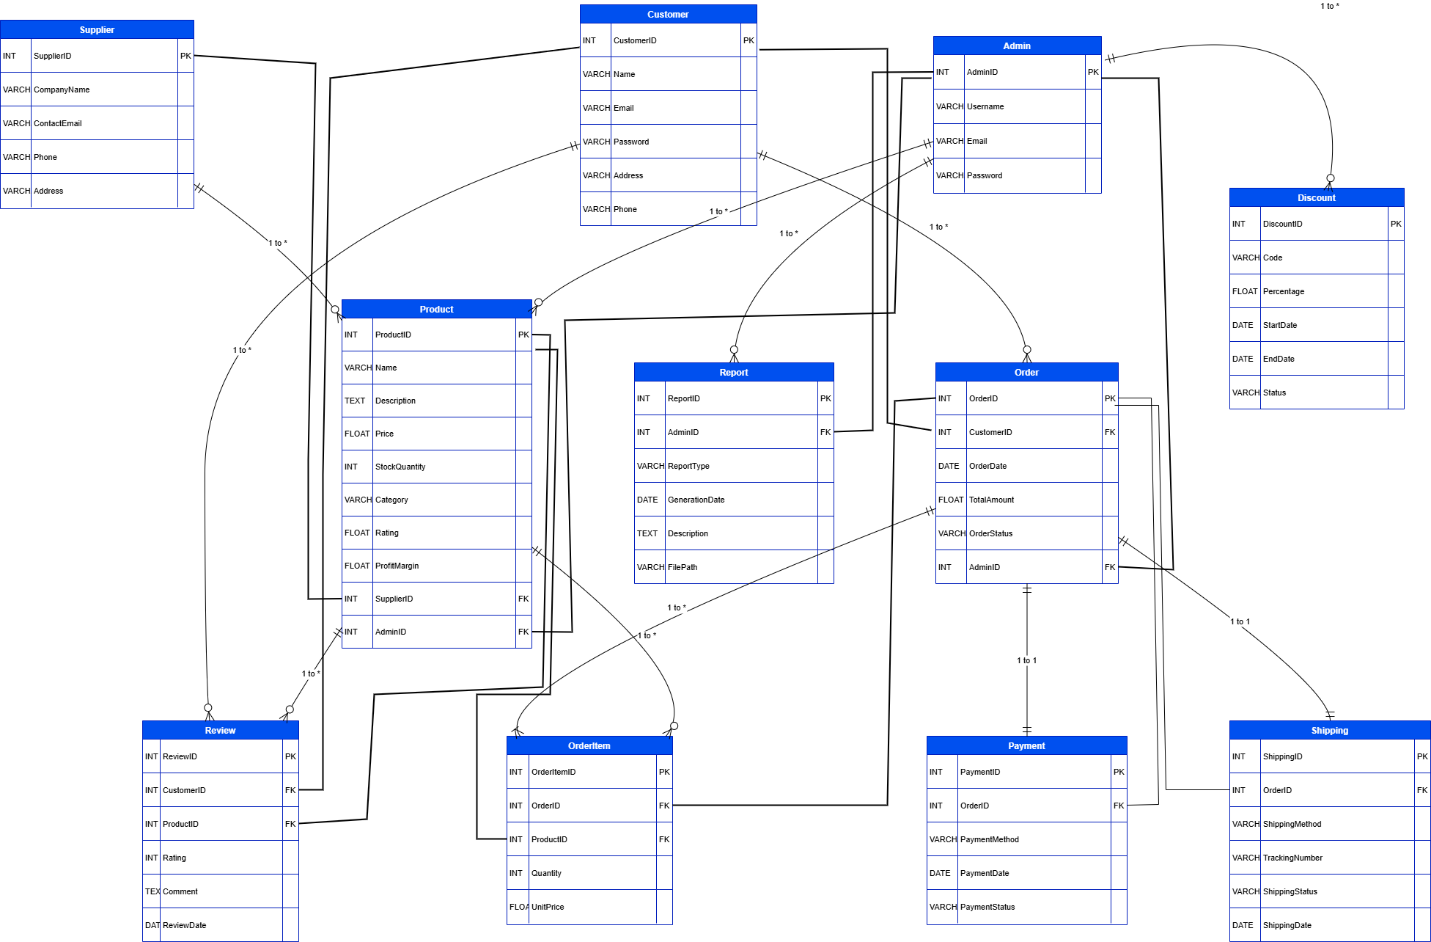 1 to *
Supplier
INT SupplierID PK
VARCH CompanyName
VARCH ContactEmail
VARCH Phone
VARCH Address
Customer
INT CustomerID PK
VARCH Name
VARCH Email
VARCH Password
VARCH Address
VARCH Phone
Admin
INT AdminID PK
VARCH Username
VARCH Email
VARCH Password
Discount
INT DiscountID PK
VARCH Code
FLOAT Percentage
DATE StartDate
DATE EndDate
VARCH Status
1 to *
1 to *
1 to *
1 to *
1 to *
Product
INT ProductID PK
VARCH Name
TEXT Description
FLOAT Price
INT StockQuantity
VARCH Category
FLOAT Rating
FLOAT ProfitMargin
INT SupplierID FK
INT AdminID FK
Report
INT ReportID PK
INT AdminID FK
VARCH ReportType
DATE GenerationDate
TEXT Description
VARCH FilePath
Order
INT OrderID PK
INT CustomerID FK
DATE OrderDate
FLOAT TotalAmount
VARCH OrderStatus
INT AdminID FK
1 to *
1 to *
1 to *
1 to 1
1 to 1
Review
INT ReviewID PK
INT CustomerID FK
INT ProductID FK
INT Rating
TEX Comment
DAT ReviewDate
OrderItem
INT OrderItemID PK
INT OrderID FK
INT ProductID FK
INT Quantity
FLOA UnitPrice
Payment
INT PaymentID PK
INT OrderID FK
VARCH PaymentMethod
DATE PaymentDate
VARCH PaymentStatus
Shipping
INT ShippingID PK
INT OrderID FK
VARCH ShippingMethod
VARCH TrackingNumber
VARCH ShippingStatus
DATE ShippingDate